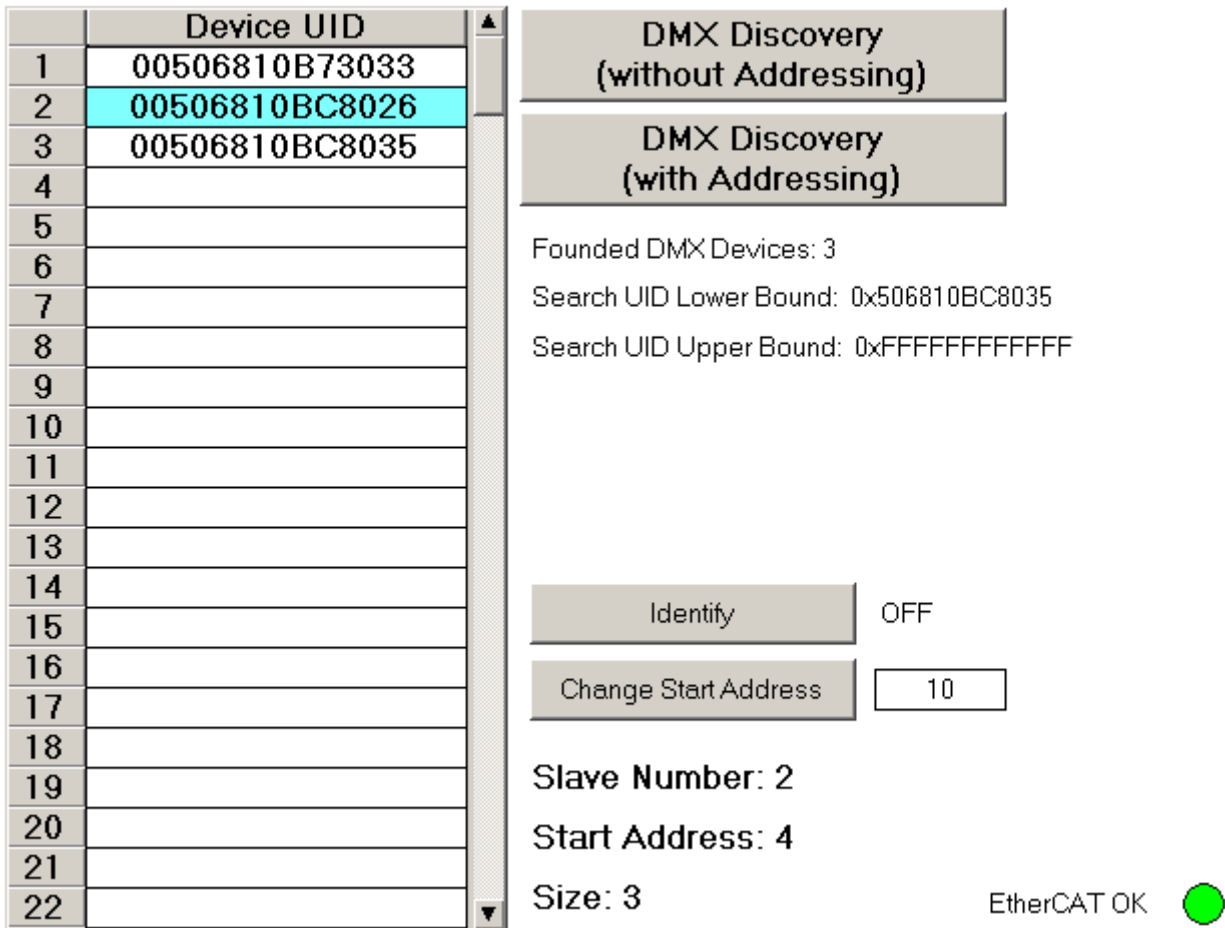 Device UID
1 00506810B73033
2 00506810BC8026
3 00506810BC8035
4
5
6
7
8
9
10
11
12
13
14
15
16
17
18
19
20
21
22
DMX Discovery
(without Addressing)
DMX Discovery
(with Addressing)
Founded DMX Devices: 3
Search UID Lower Bound: 0x506810BC8035
Search UID Upper Bound: 0xFFFFFFFFFFFF
Identify OFF
Change Start Address 10
Slave Number: 2
Start Address: 4
Size: 3
EtherCAT OK